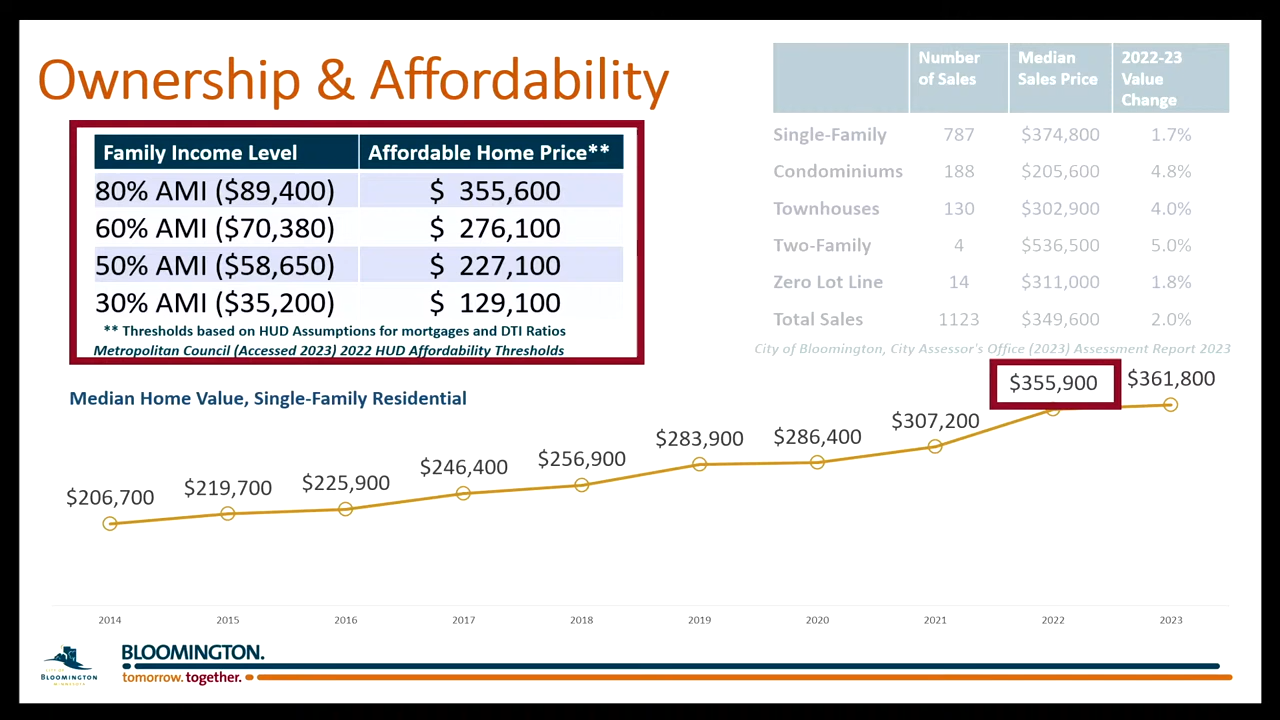 Ownership & Affordability
Family Income Level Affordable Home Price**
80% AMI ($89,400) $ 355,600
60% AMI ($70,380) $ 276,100
50% AMI ($58,650) $ 227,100
30% AMI ($35,200) $ 129,100
** Thresholds based on HUD Assumptions for mortgages and DTI Ratios
Metropolitan Council (Accessed 2023) 2022 HUD Affordability Thresholds
Number of Sales Median Sales Price 2022-23 Value Change
Single-Family 787 $374,800 1.7%
Condominiums 188 $205,600 4.8%
Townhouses 130 $302,900 4.0%
Two-Family 4 $536,500 5.0%
Zero Lot Line 14 $311,000 1.8%
Total Sales 1123 $349,600 2.0%
City of Bloomington, City Assessor's Office (2023) Assessment Report 2023
Median Home Value, Single-Family Residential
$206,700 $219,700 $225,900 $246,400 $256,900 $283,900 $286,400 $307,200 $355,900 $361,800
2014 2015 2016 2017 2018 2019 2020 2021 2022 2023
CITY OF
BLOOMINGTON
MINNESOTA
BLOOMINGTON.
tomorrow. together.